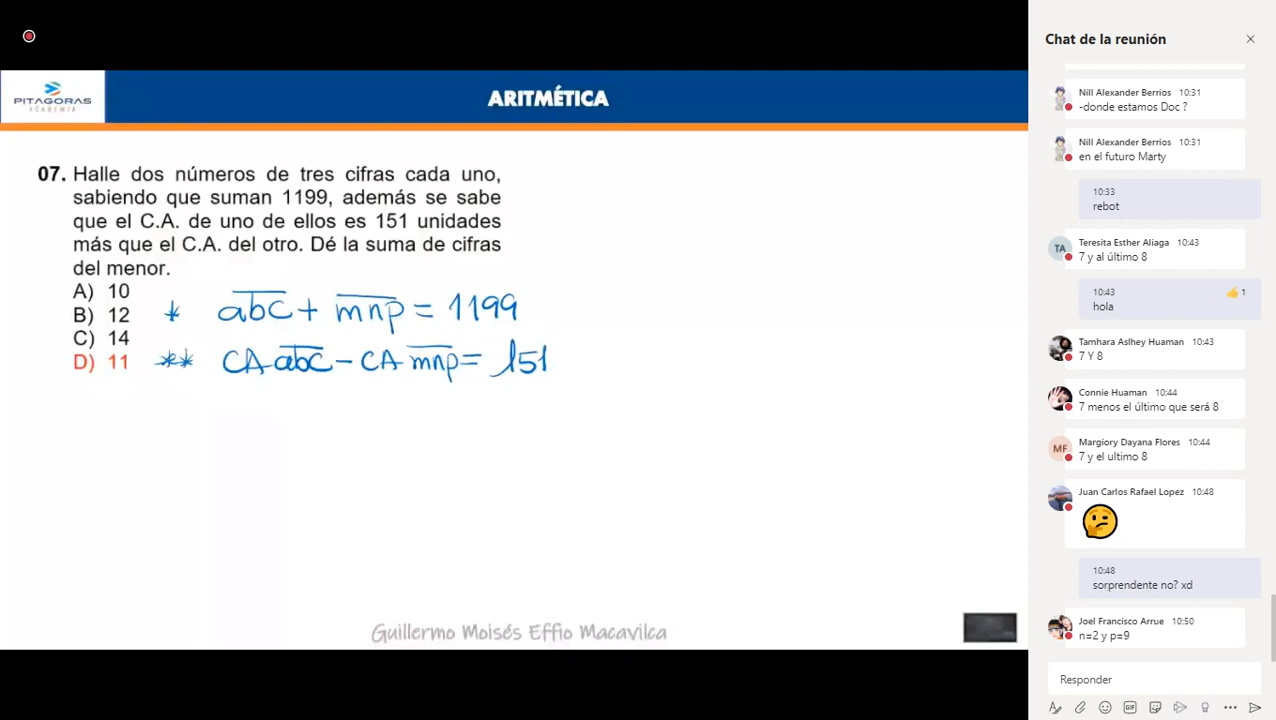 PITAGORAS
ACADEMIA
ARITMÉTICA
07. Halle dos números de tres cifras cada uno,
sabiendo que suman 1199, además se sabe
que el C.A. de uno de ellos es 151 unidades
más que el C.A. del otro. Dé la suma de cifras
del menor.
A) 10
B) 12
C) 14
D) 11
* abc + mnp = 1199
** CA abc - CA mnp = 151
Guillermo Moisés Effio Macavilca
Chat de la reunión
Nill Alexander Berrios 10:31
-donde estamos Doc ?
Nill Alexander Berrios 10:31
en el futuro Marty
10:33
rebot
TA
Teresita Esther Aliaga 10:43
7 y al último 8
10:43
1
hola
Tamhara Aslhey Huaman 10:43
7 Y 8
Connie Huaman 10:44
7 menos el último que será 8
MF
Margiory Dayana Flores 10:44
7 y el ultimo 8
Juan Carlos Rafael Lopez 10:48
10:48
sorprendente no? xd
Joel Francisco Arrue 10:50
n=2 y p=9
Responder
GIF